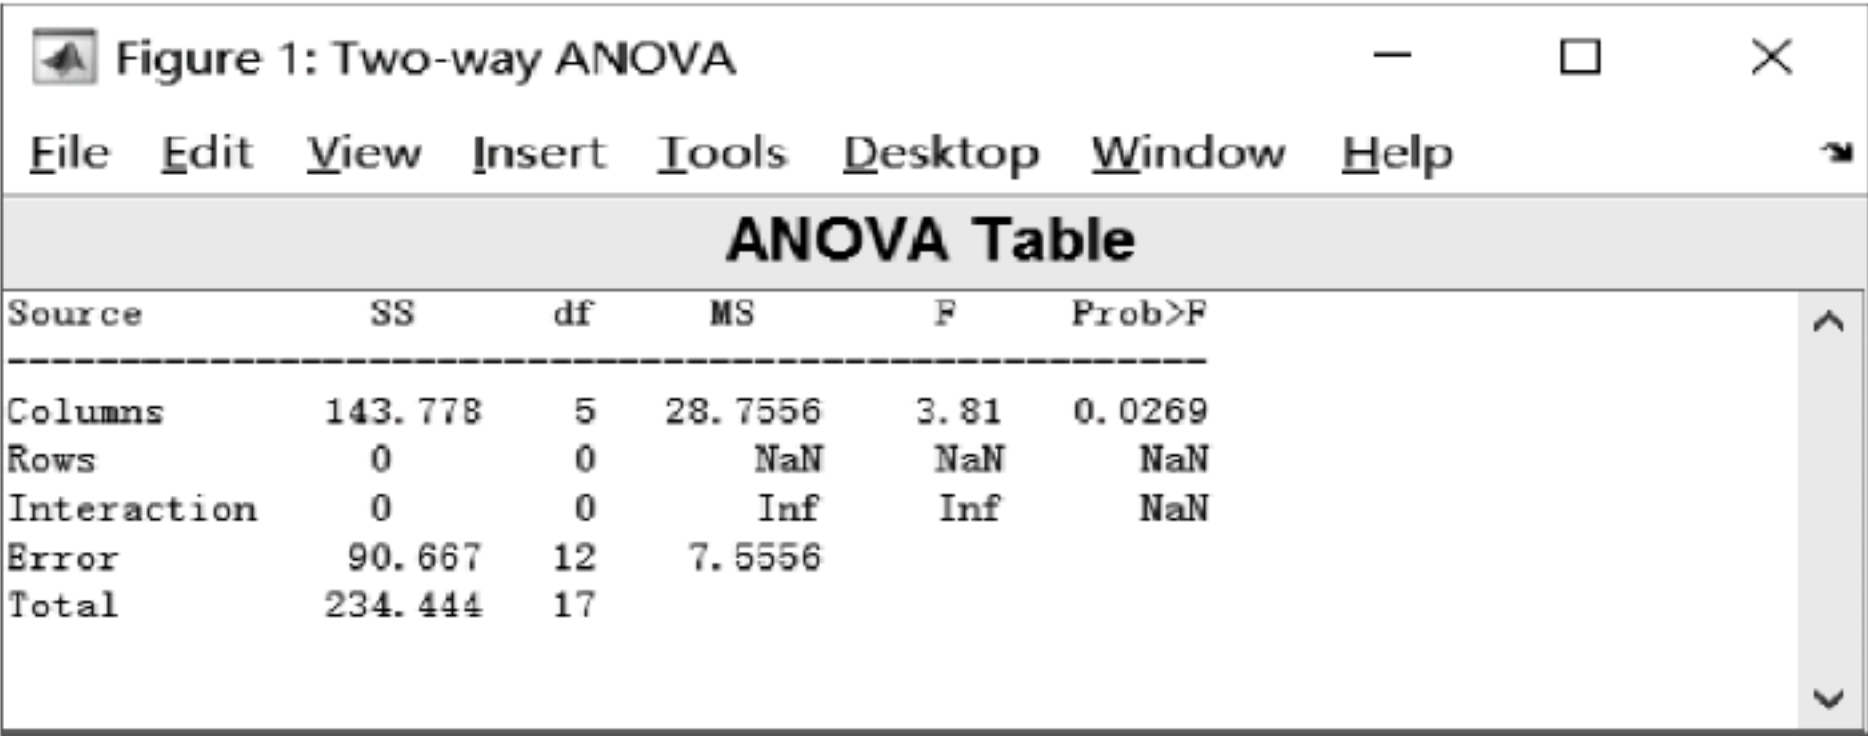 Figure 1: Two-way ANOVA
File Edit View Insert Tools Desktop Window Help
ANOVA Table
Source SS df MS F Prob>F
Columns 143.778 5 28.7556 3.81 0.0269
Rows 0 0 NaN NaN NaN
Interaction 0 0 Inf Inf NaN
Error 90.667 12 7.5556
Total 234.444 17